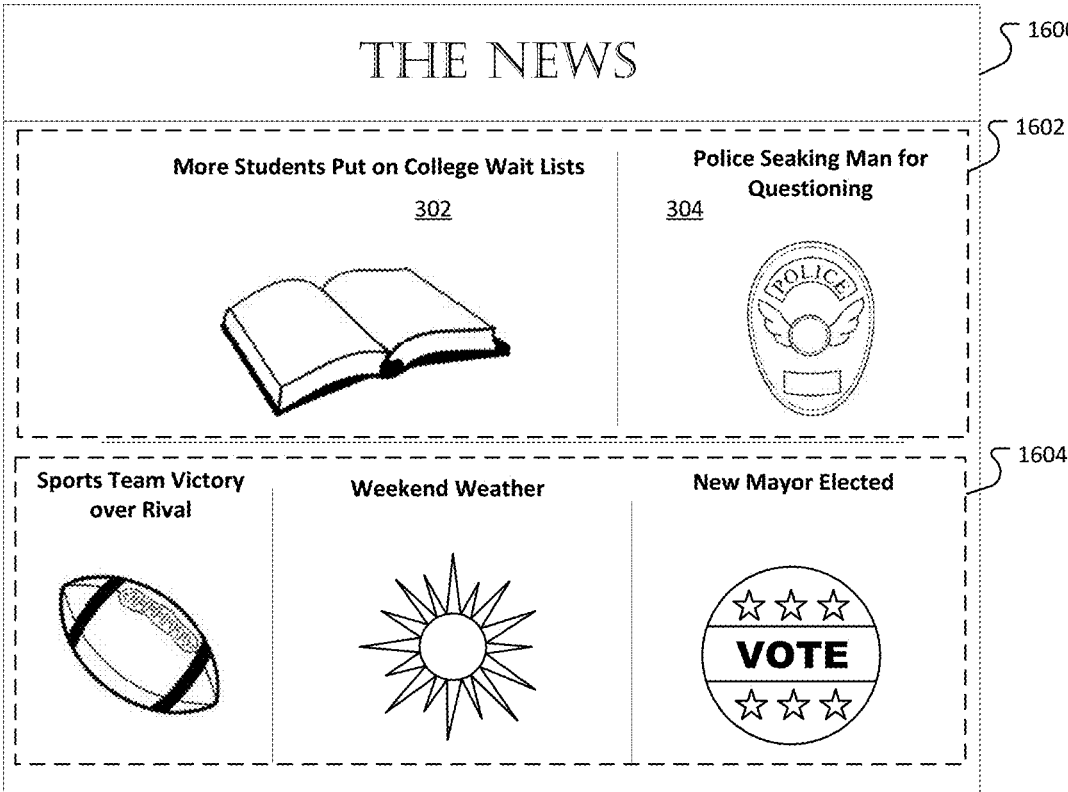 THE NEWS
1602
More Students Put on College Wait Lists
Police Seaking Man for
Questioning
302
304
POLICE
1604
Sports Team Victory
over Rival
Weekend Weather
New Mayor Elected
VOTE